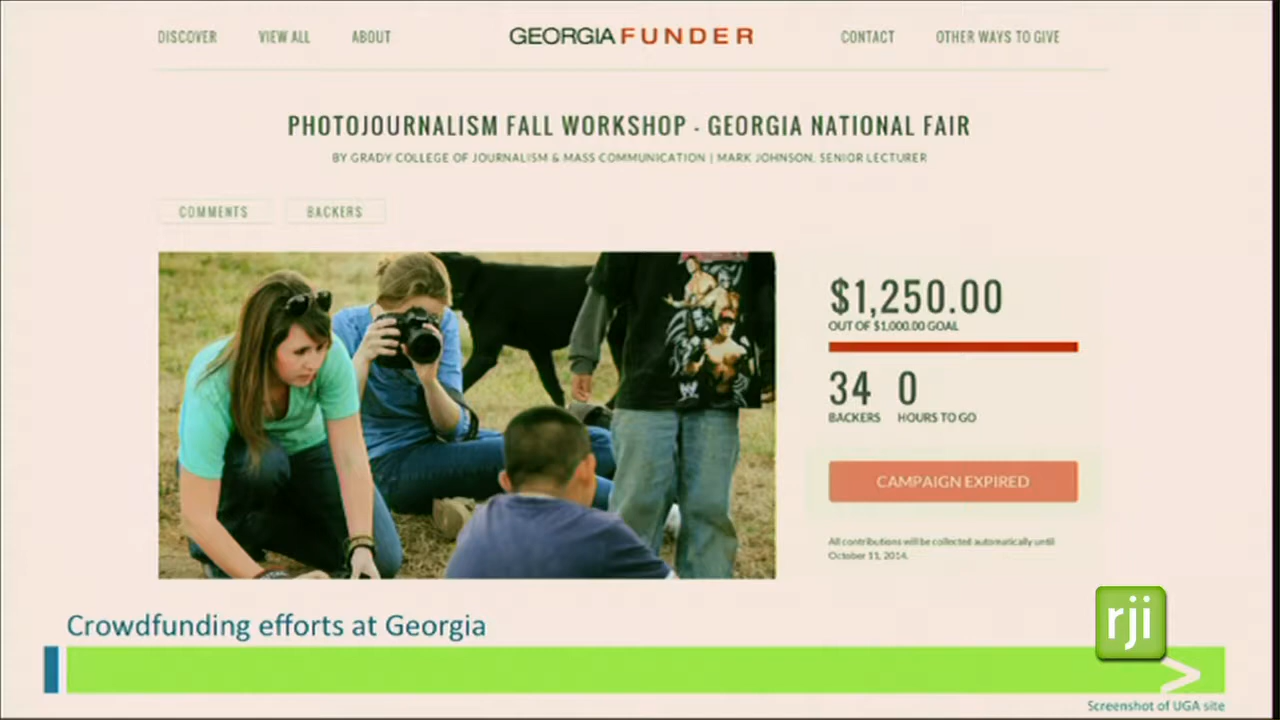 DISCOVER VIEW ALL ABOUT GEORGIA FUNDER CONTACT OTHER WAYS TO GIVE
PHOTOJOURNALISM FALL WORKSHOP - GEORGIA NATIONAL FAIR
BY GRADY COLLEGE OF JOURNALISM & MASS COMMUNICATION | MARK JOHNSON, SENIOR LECTURER
COMMENTS BACKERS
$1,250.00
OUT OF $1,000.00 GOAL
34 0
BACKERS HOURS TO GO
CAMPAIGN EXPIRED
All contributions will be collected automatically until
October 11, 2014.
Crowdfunding efforts at Georgia
rji
>
Screenshot of UGA site